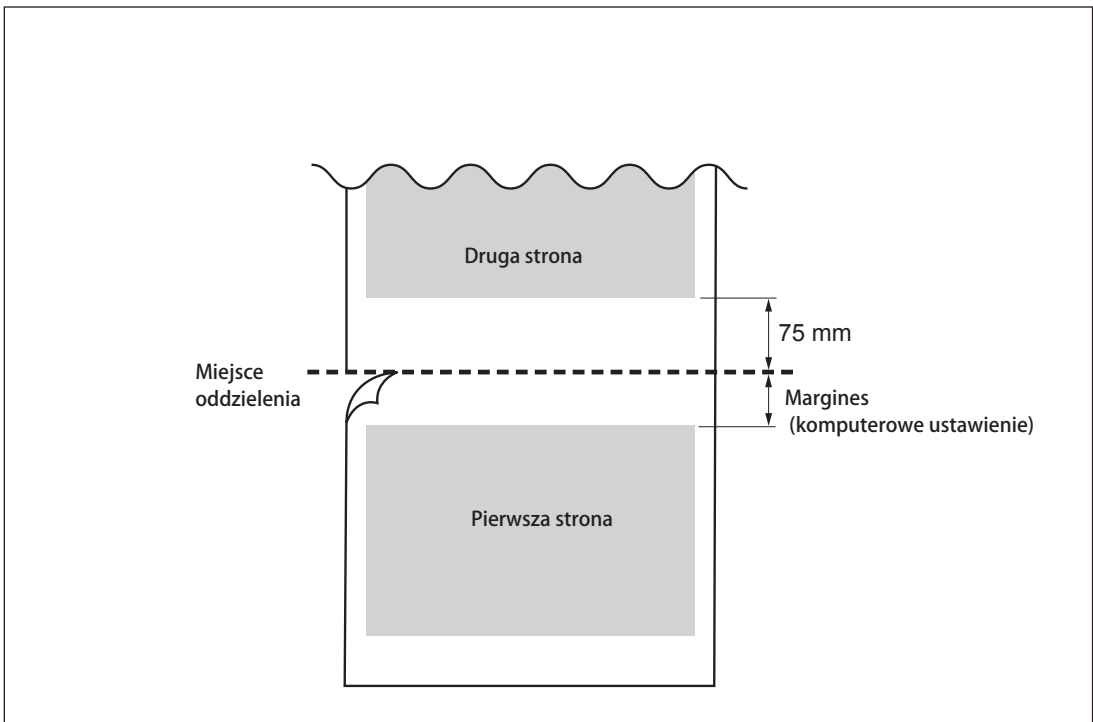 Druga strona
75 mm
Miejsce
oddzielenia
Margines
(komputerowe ustawienie)
Pierwsza strona